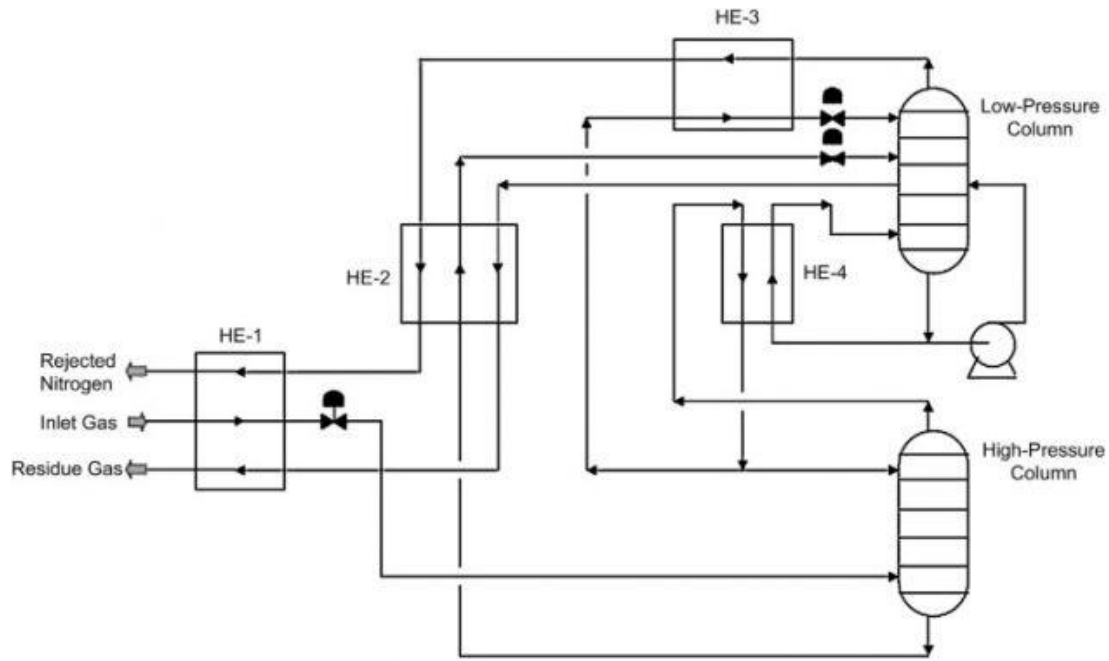 HE-3
Low-Pressure
Column
HE-2
HE-4
HE-1
Rejected
Nitrogen
Inlet Gas
Residue Gas
High-Pressure
Column